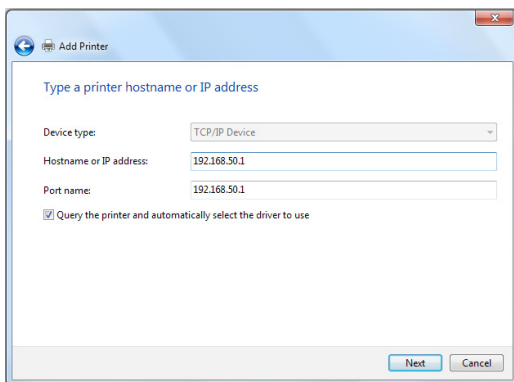 Add Printer
Type a printer hostname or IP address
Device type: TCP/IP Device
Hostname or IP address: 192.168.50.1
Port name: 192.168.50.1
Query the printer and automatically select the driver to use
Next Cancel